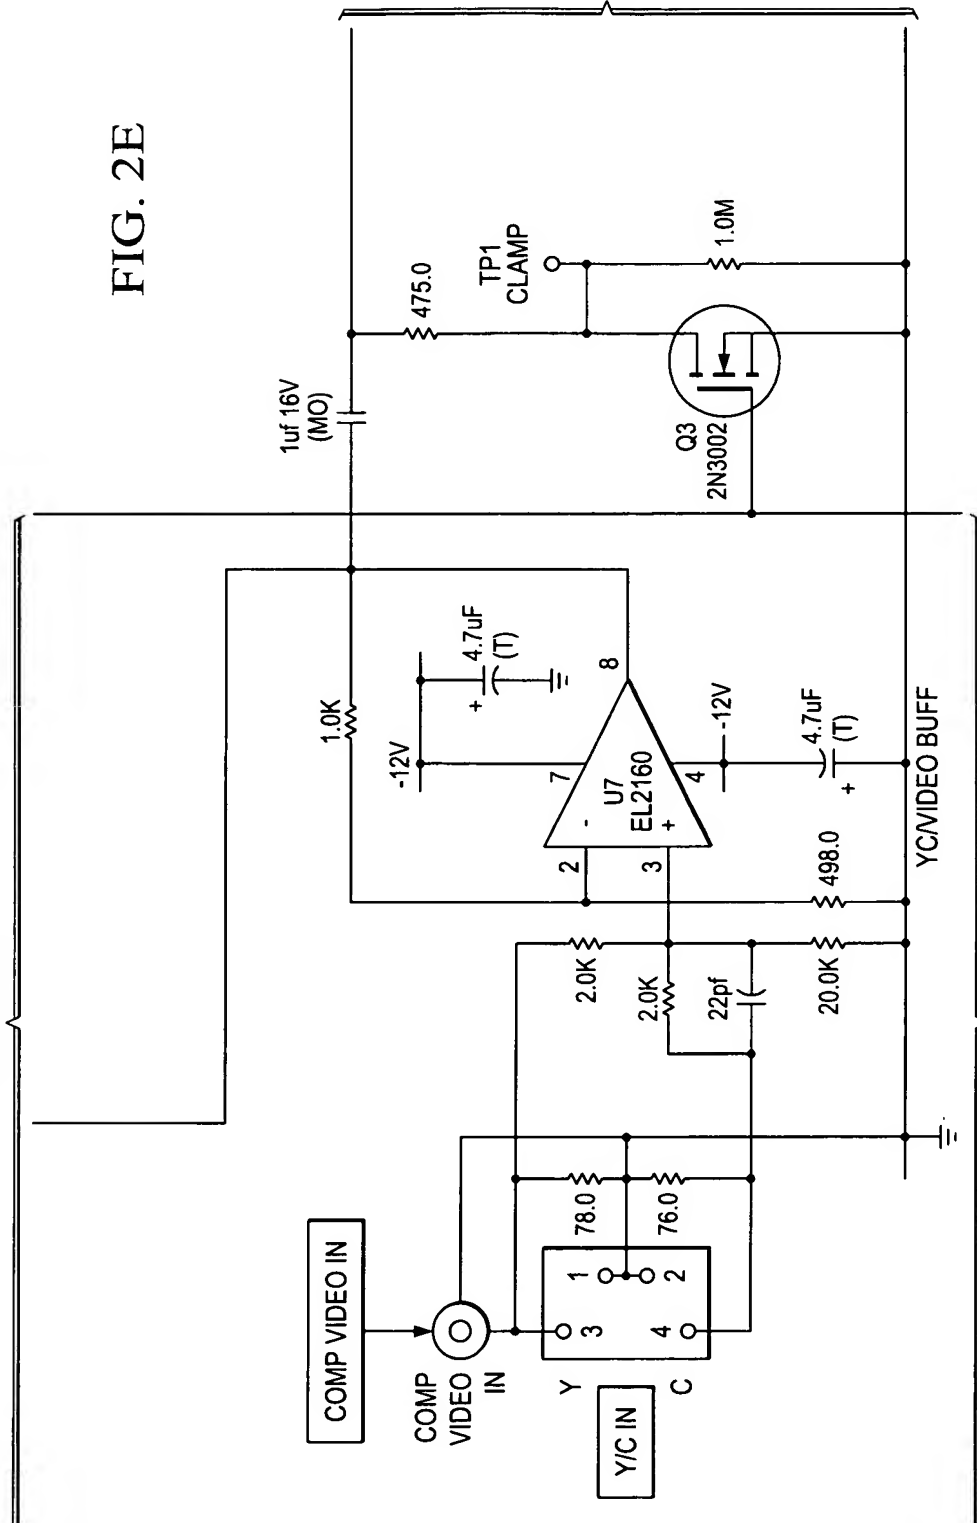 FIG. 2E
COMP VIDEO IN
COMP
VIDEO
IN
Y
Y/C IN
C
3
4
1
2
78.0
76.0
2.0K
2.0K
22pf
20.0K
498.0
YC/VIDEO BUFF
1.0K
-12V
4.7uF
(T)
+
2
3
7
4
8
-
+
U7
EL2160
-12V
4.7uF
(T)
+
1uf 16V
(MO)
475.0
TP1
CLAMP
1.0M
Q3
2N3002